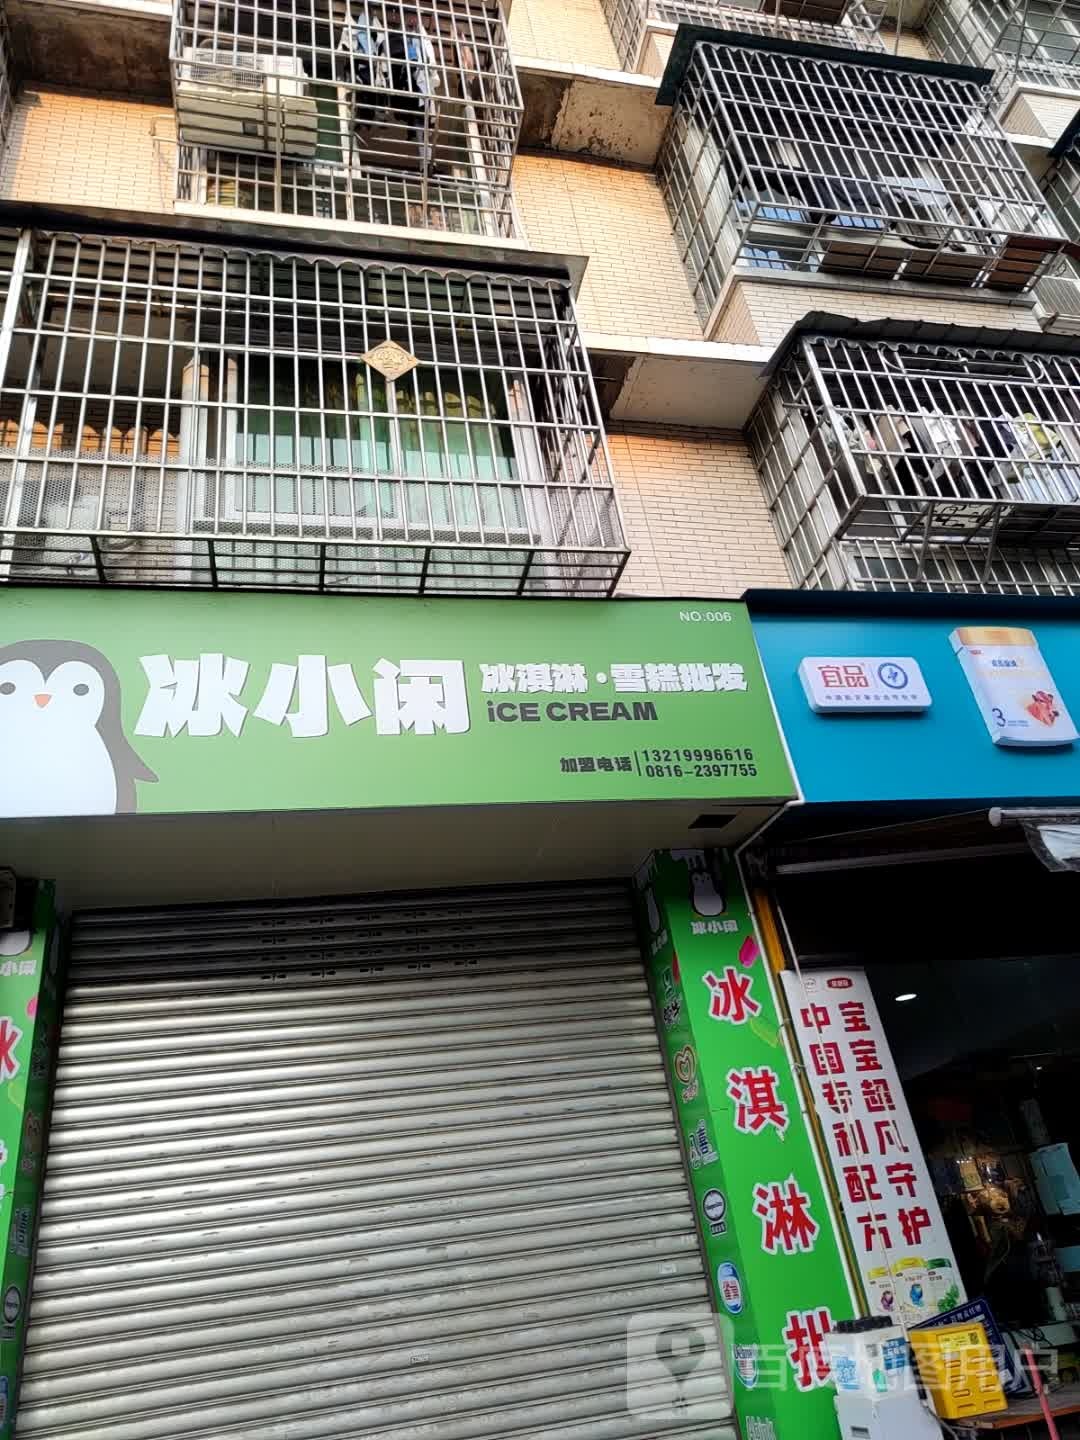 NO:006
冰小闲
冰淇淋·雪糕批发
iCE CREAM
加盟电话
13219996616
0816-2397755
宜品
3
冰小闲
冰淇淋批
冰小闲
冰
宝宝超凡守护
中国专利配方
百度地图用户